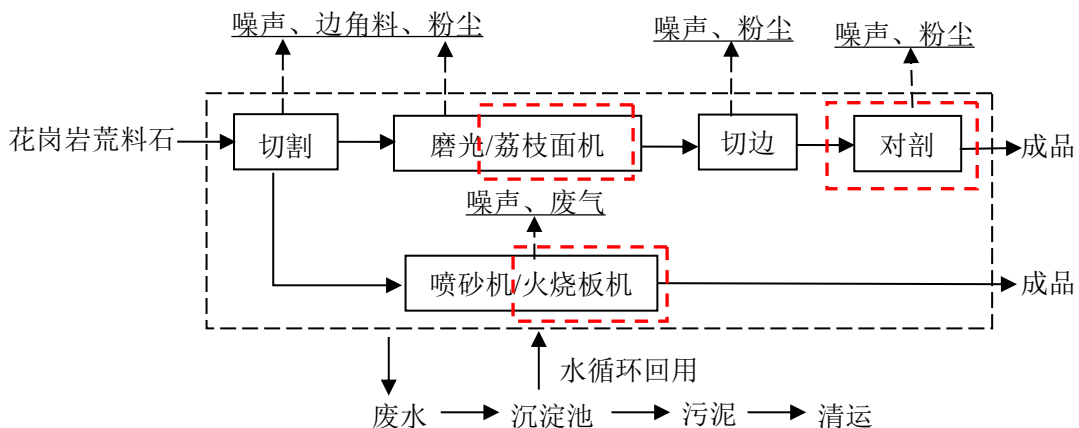 噪声、边角料、粉尘
噪声、粉尘
噪声、粉尘
花岗岩荒料石
切割
磨光/荔枝面机
切边
对剖
成品
噪声、废气
喷砂机/火烧板机
成品
水循环回用
废水
沉淀池
污泥
清运